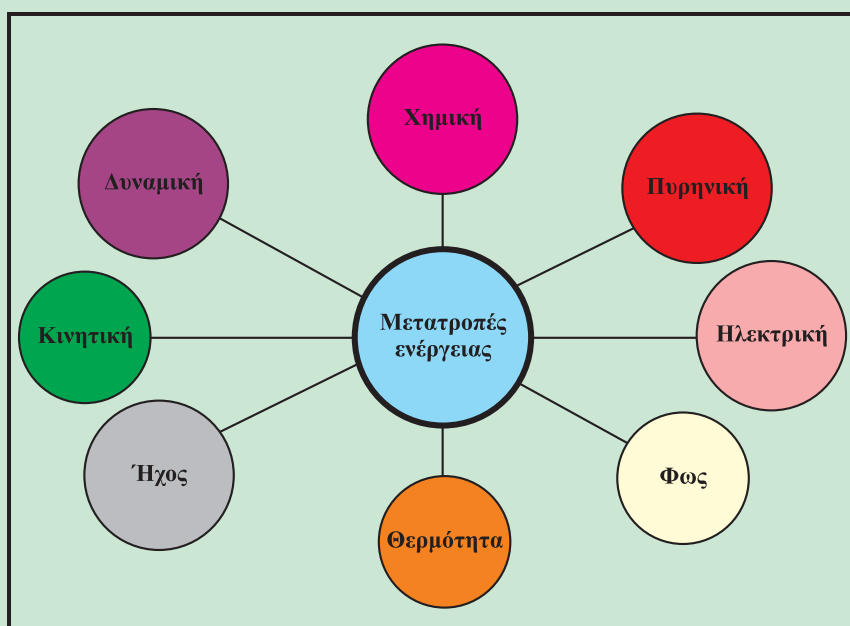 Χημική
Δυναμική
Πυρηνική
Κινητική
Μετατροπές
ενέργειας
Ηλεκτρική
Ήχος
Φως
Θερμότητα